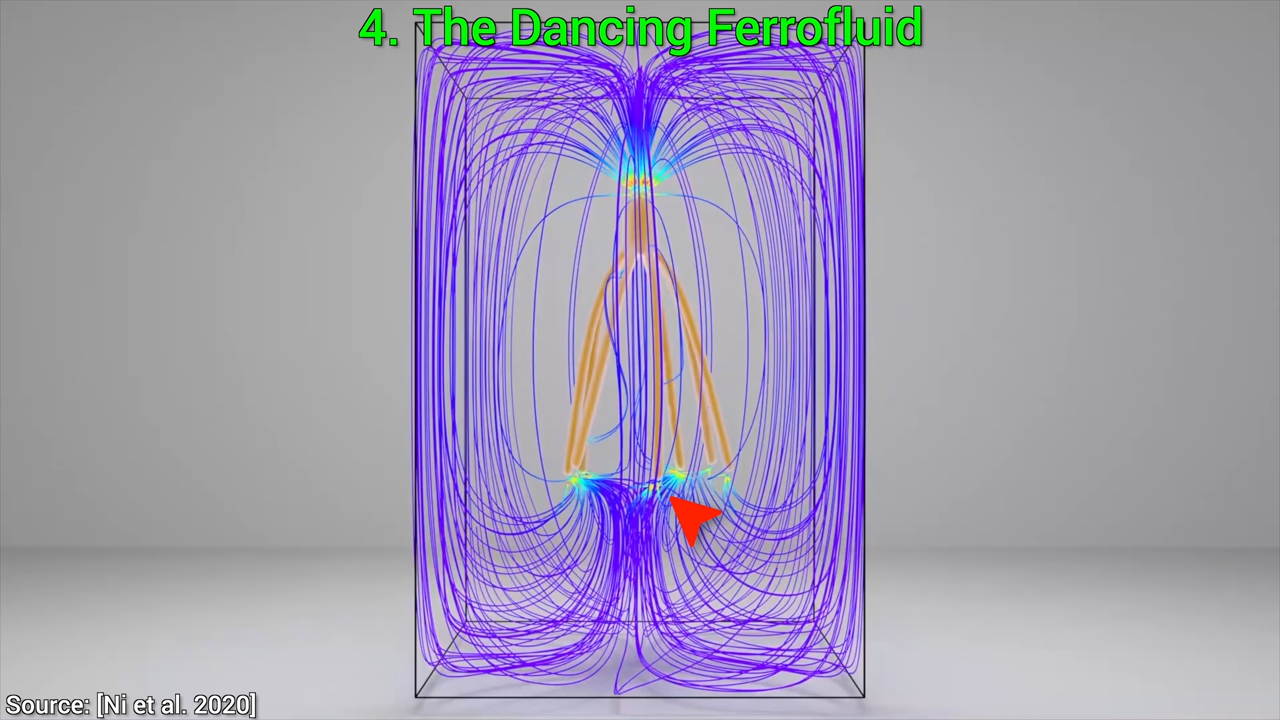 4. The Dancing Ferrofluid
Source: [Ni et al. 2020]